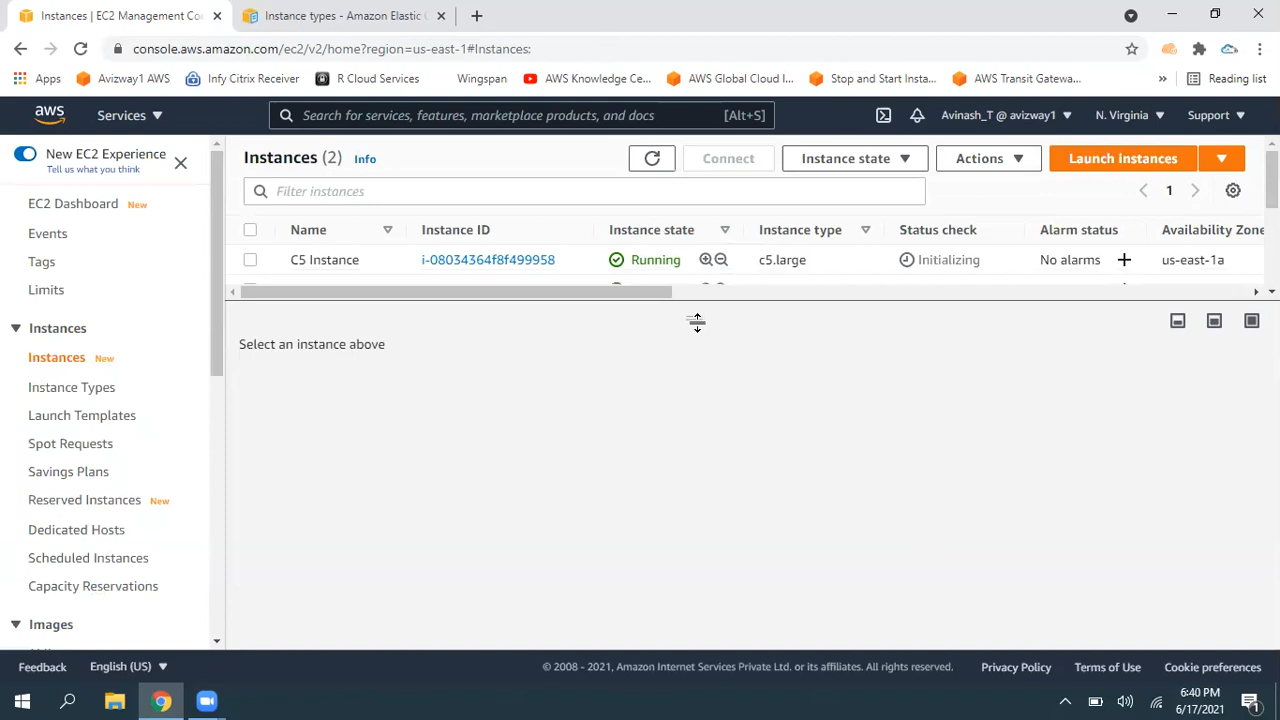 Instances | EC2 Management Co
Instance types - Amazon Elastic C
console.aws.amazon.com/ec2/v2/home?region=us-east-1#Instances:
Apps
Avizway1 AWS
Infy Citrix Receiver
R Cloud Services
Wingspan
AWS Knowledge Ce...
AWS Global Cloud I...
Stop and Start Insta...
AWS Transit Gatewa...
»
Reading list
aws
Services
Search for services, features, marketplace products, and docs
[Alt+S]
Avinash_T @ avizway1
N. Virginia
Support
New EC2 Experience
Tell us what you think
EC2 Dashboard New
Events
Tags
Limits
Instances
Instances New
Instance Types
Launch Templates
Spot Requests
Savings Plans
Reserved Instances New
Dedicated Hosts
Scheduled Instances
Capacity Reservations
Images
Instances (2) Info
Connect
Instance state
Actions
Launch instances
Filter instances
1
Name
Instance ID
Instance state
Instance type
Status check
Alarm status
Availability Zone
C5 Instance
i-08034364f8f499958
Running
c5.large
Initializing
No alarms
us-east-1a
Select an instance above
Feedback
English (US)
© 2008 - 2021, Amazon Internet Services Private Ltd. or its affiliates. All rights reserved.
Privacy Policy
Terms of Use
Cookie preferences
6:40 PM
6/17/2021
1